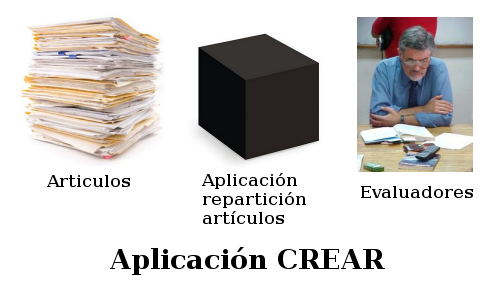 Articulos
Aplicación
repartición
artículos
Evaluadores
Aplicación CREAR